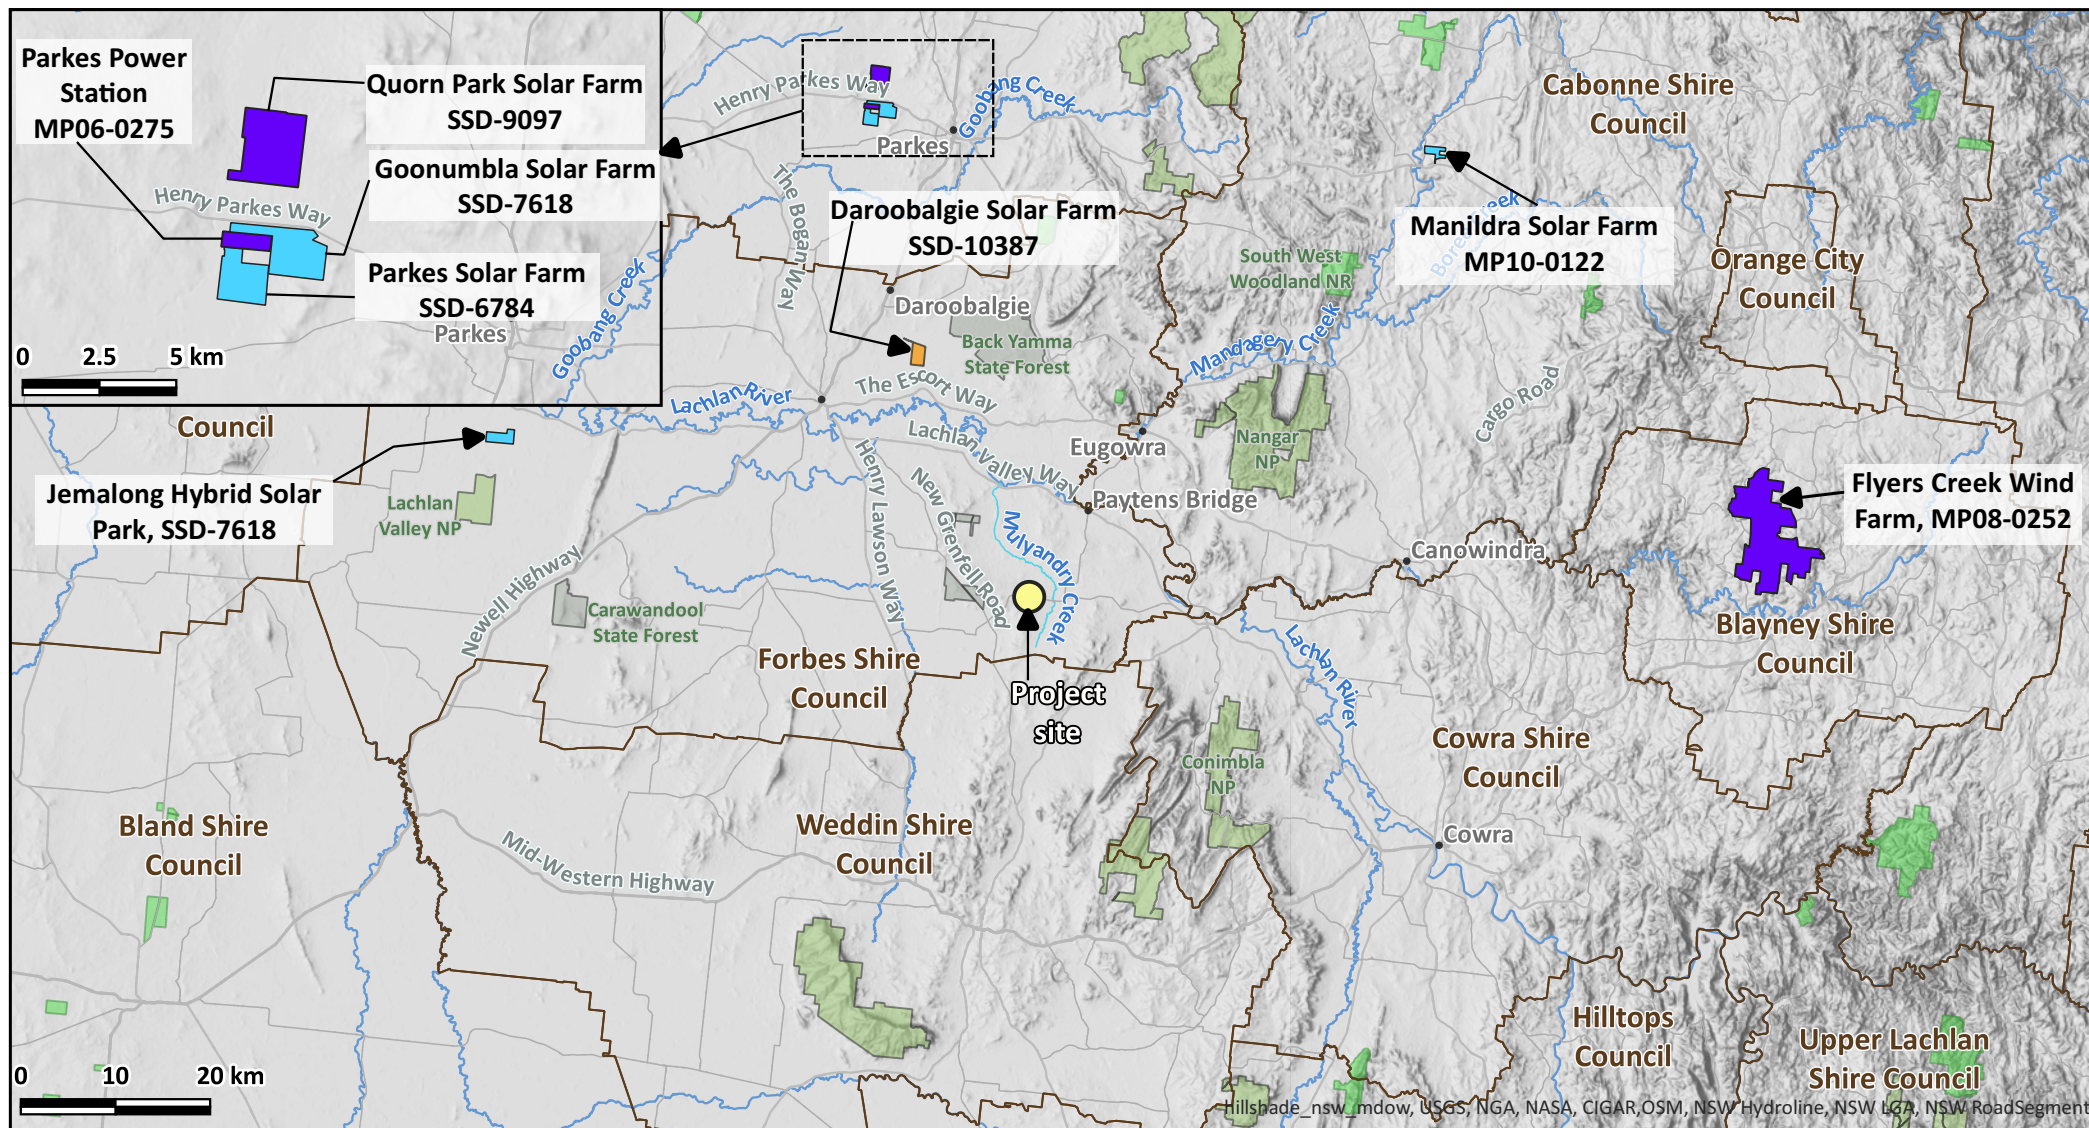 Parkes Power
Station
MP06-0275
Quorn Park Solar Farm
SSD-9097
Goonumbla Solar Farm
SSD-7618
Henry Parkes Way
Parkes Solar Farm
SSD-6784
Parkes
Goobang Creek
0 2.5 5 km
Henry Parkes Way
Goobang Creek
Parkes
The Bogan Way
Daroobalgie Solar Farm
SSD-10387
Daroobalgie
Back Yamma
State Forest
Cabonne Shire
Council
Manildra Solar Farm
MP10-0122
Creek
South West
Woodland NR
Orange City
Council
Mandagery Creek
The Escort Way
Lachlan River
Cargo Road
Council
Lachlan Valley Way
Eugowra
Nangar
NP
Jemalong Hybrid Solar
Park, SSD-7618
Lachlan
Valley NP
Henry Lawson Way
New Grenfell Road
Paytens Bridge
Flyers Creek Wind
Farm, MP08-0252
Mulyandry Creek
Canowindra
Newell Highway
Carawandool
State Forest
Forbes Shire
Council
Project
site
Lachlan River
Blayney Shire
Council
Cowra Shire
Council
Conimbla
NP
Bland Shire
Council
Weddin Shire
Council
Cowra
Mid-Western Highway
Hilltops
Council
Upper Lachlan
Shire Council
0 10 20 km
hillshade_nsw_mdow, USGS, NGA, NASA, CIGAR,OSM, NSW Hydroline, NSW LGA, NSW RoadSegment